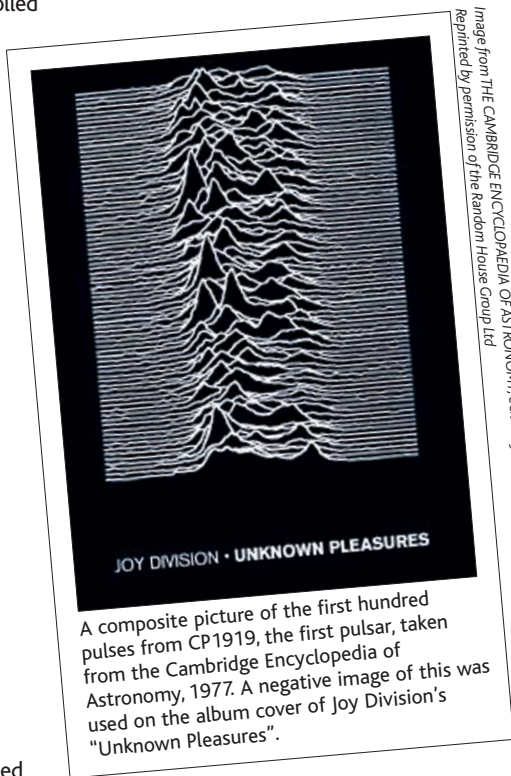 olled
Image from THE CAMBRIDGE ENCYCLOPAEDIA OF
Reprinted by permission of the Random House Group Ltd
JOY DIVISION • UNKNOWN PLEASURES
A composite picture of the first hundred
pulses from CP1919, the first pulsar, taken
from the Cambridge Encyclopedia of
Astronomy, 1977. A negative image of this was
used on the album cover of Joy Division’s
“Unknown Pleasures”.
ed